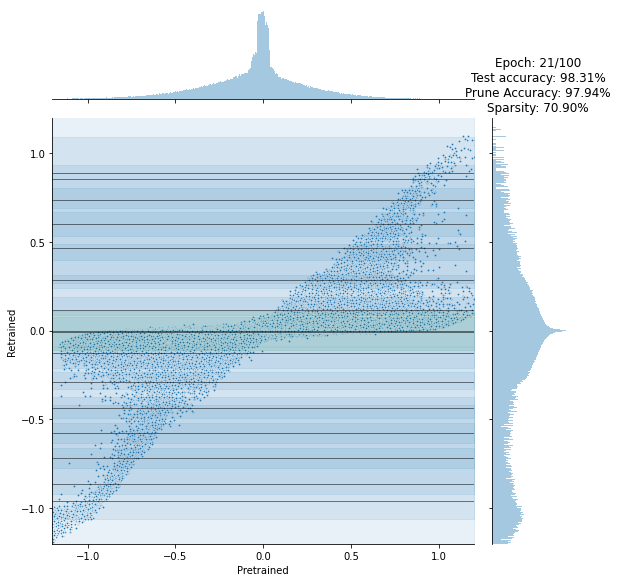 Epoch: 21/100
Test accuracy: 98.31%
Prune Accuracy: 97.94%
Sparsity: 70.90%
1.0
0.5
0.0
−0.5
−1.0
Retrained
−1.0
−0.5
0.0
0.5
1.0
Pretrained